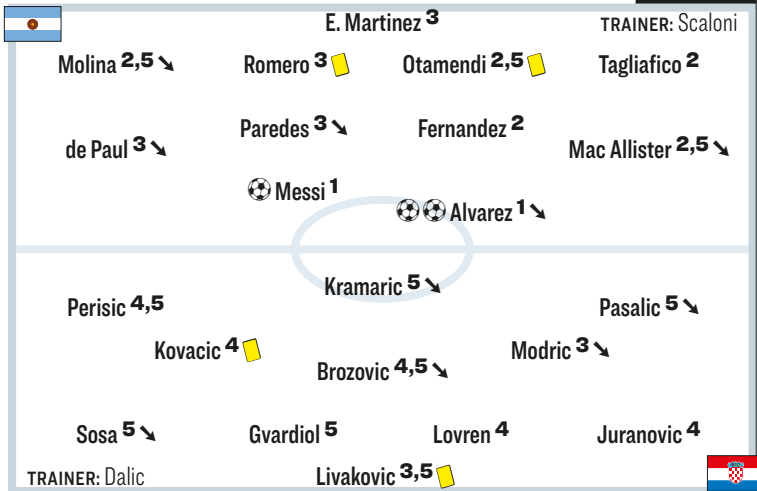 E. Martinez 3 TRAINER: Scaloni
Molina 2,5 Romero 3 Otamendi 2,5 Tagliafico 2
de Paul 3 Paredes 3 Fernandez 2 Mac Allister 2,5
Messi 1 Alvarez 1
Perisic 4,5 Kramaric 5 Pasalic 5
Kovacic 4 Brozovic 4,5 Modric 3
Sosa 5 Gvardiol 5 Lovren 4 Juranovic 4
TRAINER: Dalic Livakovic 3,5